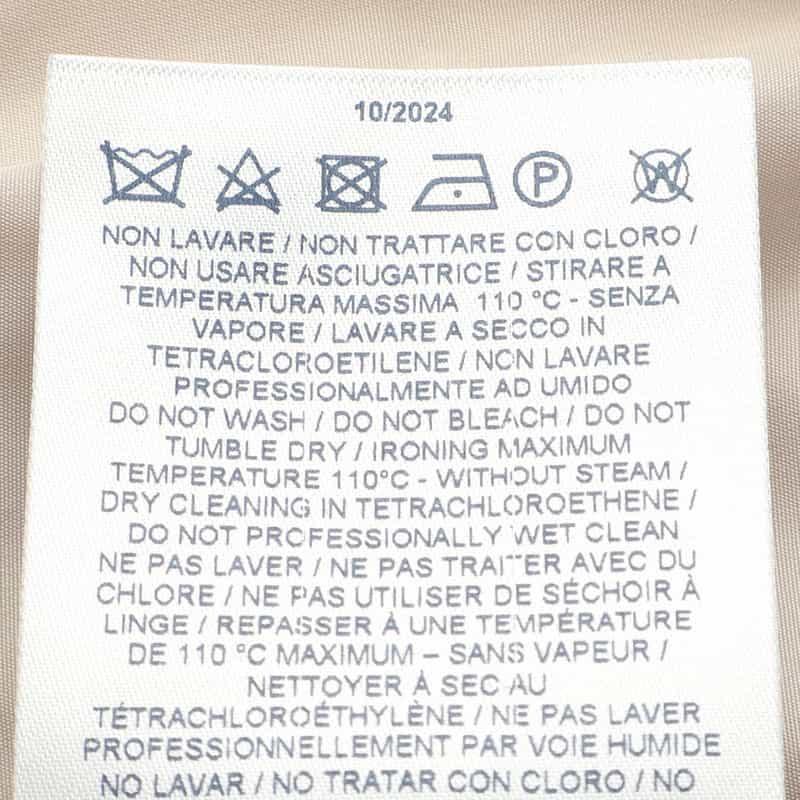 10/2024
P W
NON LAVARE / NON TRATTARE CON CLORO /
NON USARE ASCIUGATRICE / STIRARE A
TEMPERATURA MASSIMA 110 °C - SENZA
VAPORE / LAVARE A SECCO IN
TETRACLOROETILENE / NON LAVARE
PROFESSIONALMENTE AD UMIDO
DO NOT WASH / DO NOT BLEACH / DO NOT
TUMBLE DRY / IRONING MAXIMUM
TEMPERATURE 110°C - WITHOUT STEAM /
DRY CLEANING IN TETRACHLOROETHENE /
DO NOT PROFESSIONALLY WET CLEAN
NE PAS LAVER / NE PAS TRAITER AVEC DU
CHLORE / NE PAS UTILISER DE SÉCHOIR À
LINGE / REPASSER À UNE TEMPÉRATURE
DE 110 °C MAXIMUM – SANS VAPEUR /
NETTOYER À SEC AU
TÉTRACHLOROÉTHYLÈNE / NE PAS LAVER
PROFESSIONNELLEMENT PAR VOIE HUMIDE
NO LAVAR / NO TRATAR CON CLORO / NO